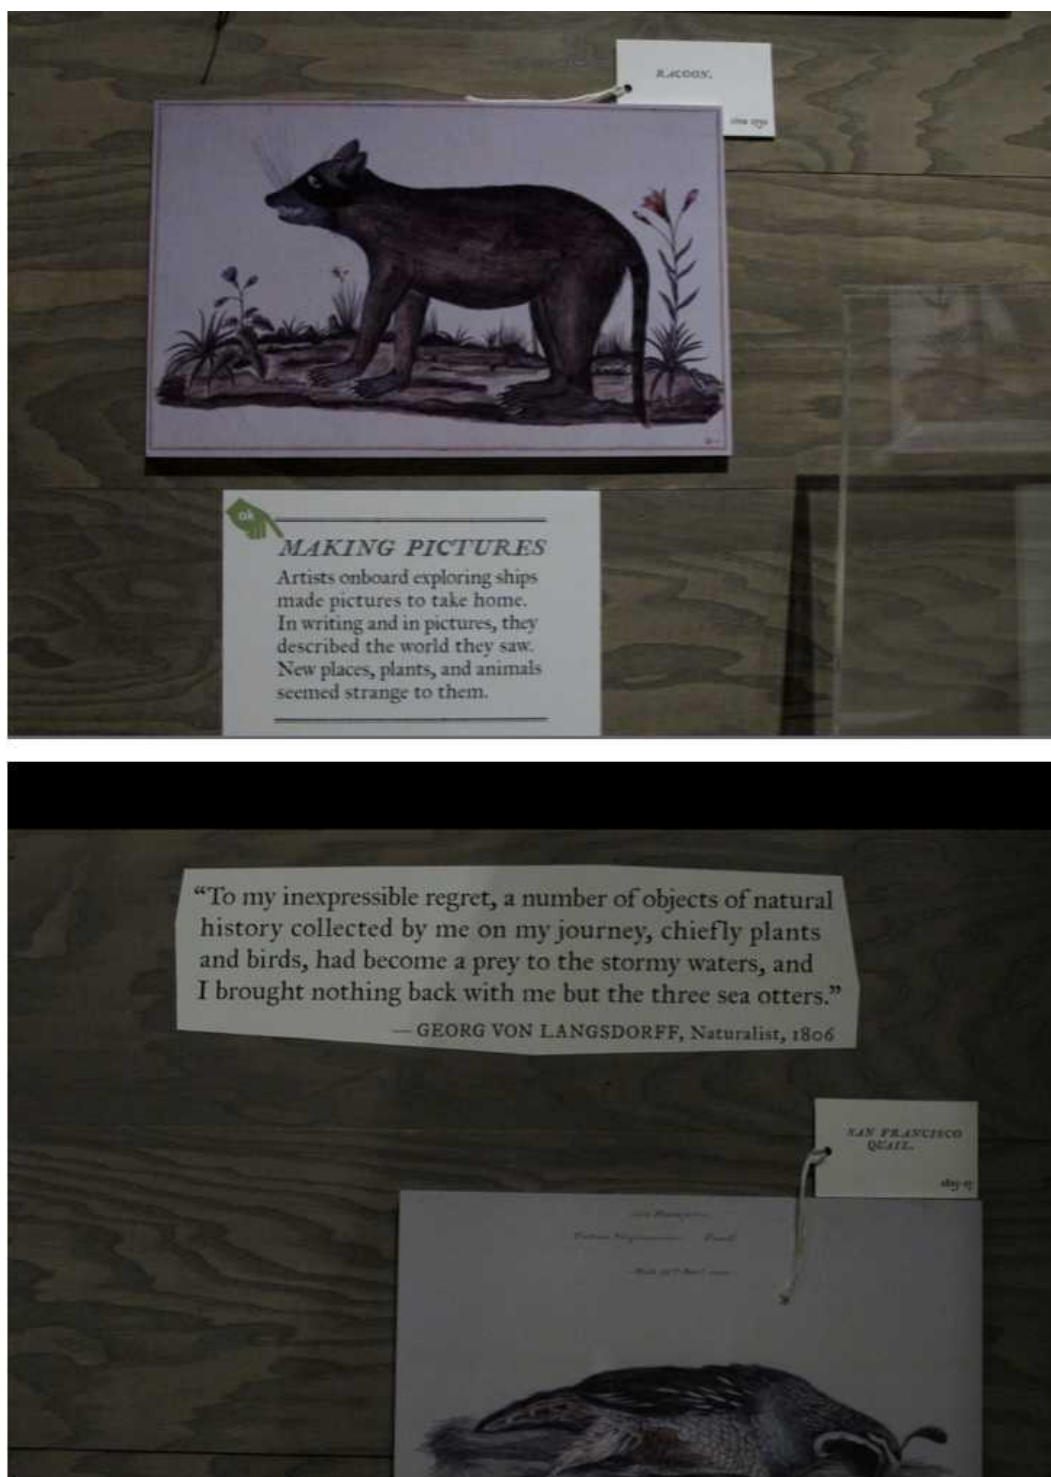 RACOON.
circa
ok
MAKING PICTURES
Artists onboard exploring ships
made pictures to take home.
In writing and in pictures, they
described the world they saw.
New places, plants, and animals
seemed strange to them.
“To my inexpressible regret, a number of objects of natural
history collected by me on my journey, chiefly plants
and birds, had become a prey to the stormy waters, and
I brought nothing back with me but the three sea otters.”
— GEORG VON LANGSDORFF, Naturalist, 1806
SAN FRANCISCO
QUAIL.